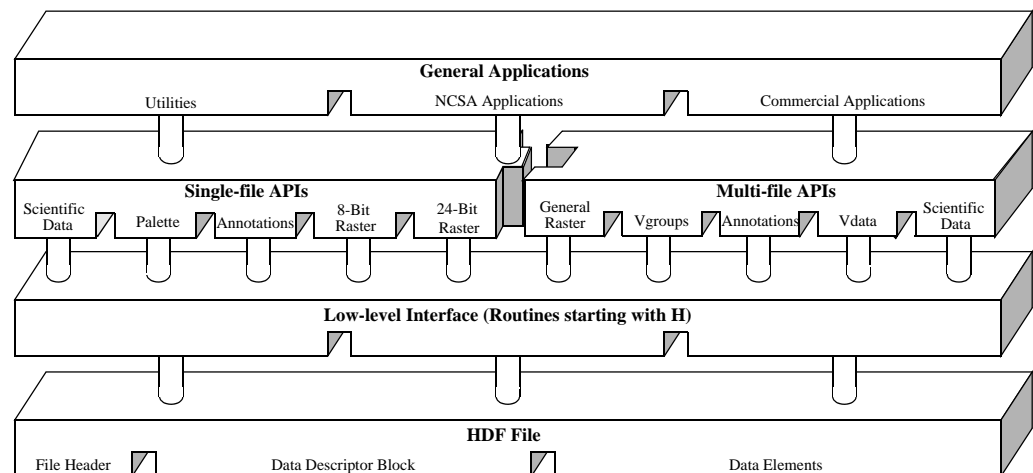 General Applications
Utilities
NCSA Applications
Commercial Applications
Single-file APIs
Scientific
Data
Palette
Annotations
8-Bit
Raster
24-Bit
Raster
Multi-file APIs
General
Raster
Vgroups
Annotations
Vdata
Scientific
Data
Low-level Interface (Routines starting with H)
HDF File
File Header
Data Descriptor Block
Data Elements